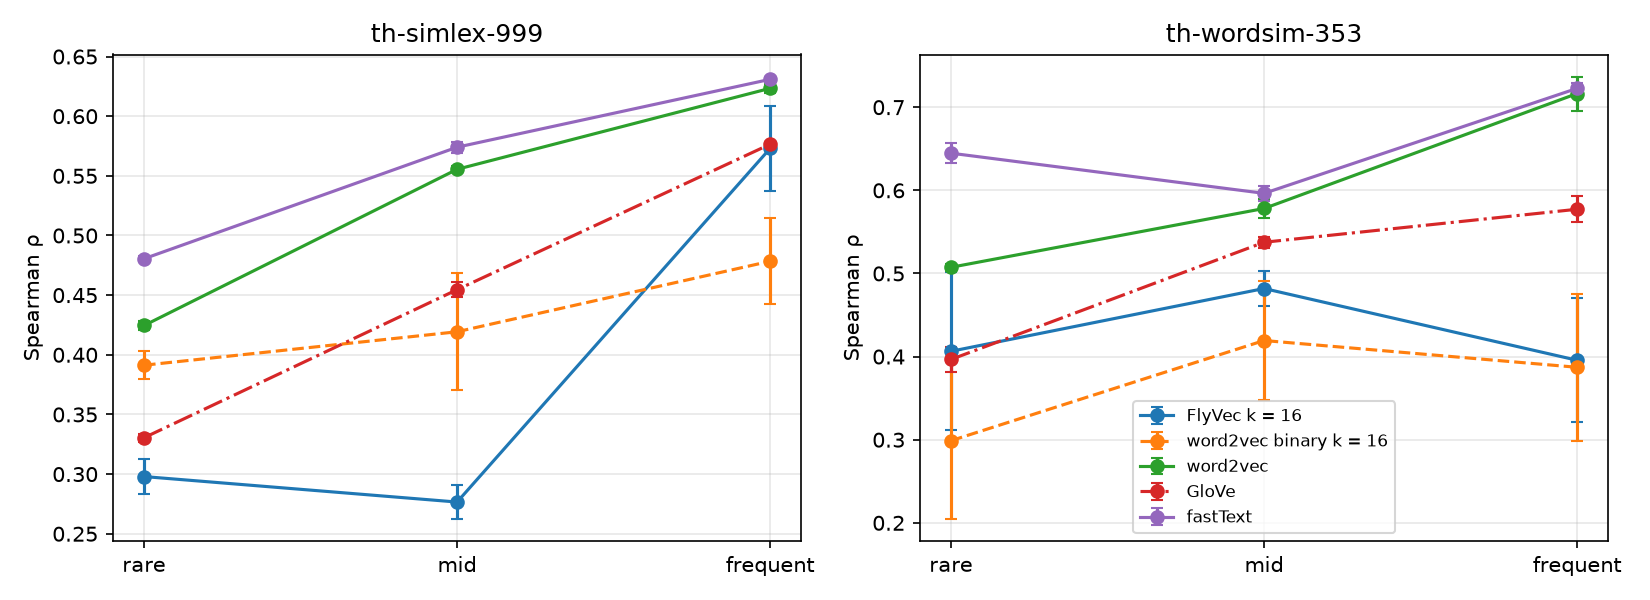 th-simlex-999
Spearman ρ
0.65
0.60
0.55
0.50
0.45
0.40
0.35
0.30
0.25
rare mid frequent
th-wordsim-353
Spearman ρ
0.7
0.6
0.5
0.4
0.3
0.2
FlyVec k = 16
word2vec binary k = 16
word2vec
GloVe
fastText
rare mid frequent